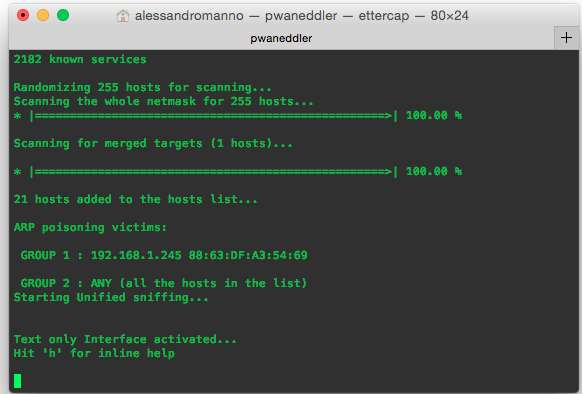 alessandromanno — pwaneddler — ettercap — 80×24
pwaneddler
+
2182 known services
Randomizing 255 hosts for scanning...
Scanning the whole netmask for 255 hosts...
* |==================================================>| 100.00 %
Scanning for merged targets (1 hosts)...
* |==================================================>| 100.00 %
21 hosts added to the hosts list...
ARP poisoning victims:
GROUP 1 : 192.168.1.245 88:63:DF:A3:54:69
GROUP 2 : ANY (all the hosts in the list)
Starting Unified sniffing...
Text only Interface activated...
Hit 'h' for inline help